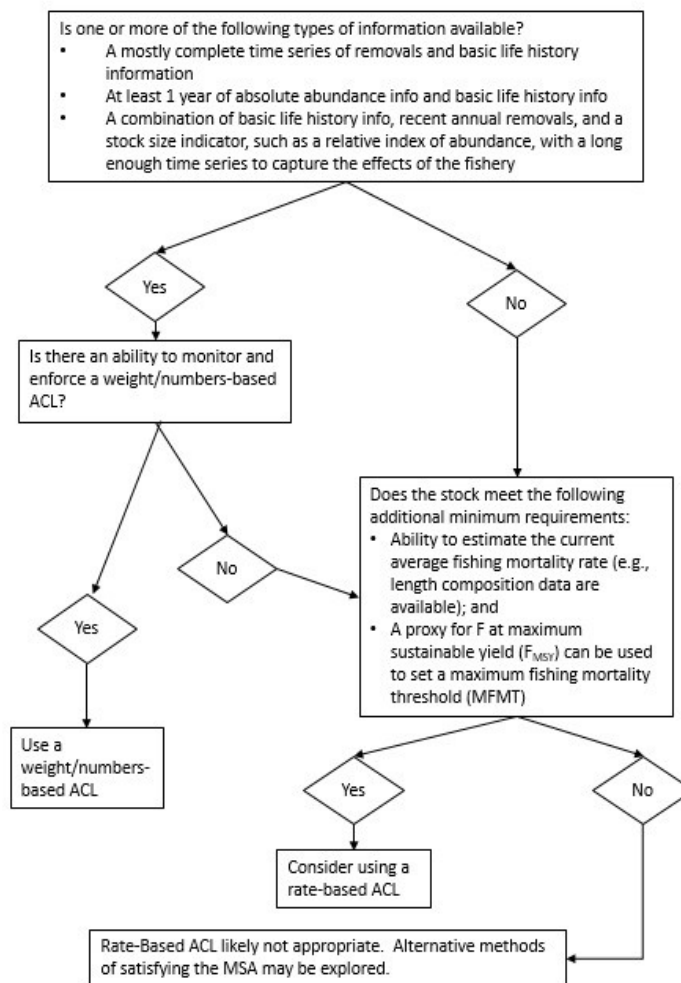 Is one or more of the following types of information available?
• A mostly complete time series of removals and basic life history
information
• At least 1 year of absolute abundance info and basic life history info
• A combination of basic life history info, recent annual removals, and a
stock size indicator, such as a relative index of abundance, with a long
enough time series to capture the effects of the fishery
Yes
No
Is there an ability to monitor and
enforce a weight/numbers-based
ACL?
Does the stock meet the following
additional minimum requirements:
• Ability to estimate the current
average fishing mortality rate (e.g.,
length composition data are
available); and
• A proxy for F at maximum
sustainable yield (FMSY) can be used
to set a maximum fishing mortality
threshold (MFMT)
No
Yes
Use a
weight/numbers-
based ACL
Yes
No
Consider using a
rate-based ACL
Rate-Based ACL likely not appropriate. Alternative methods
of satisfying the MSA may be explored.